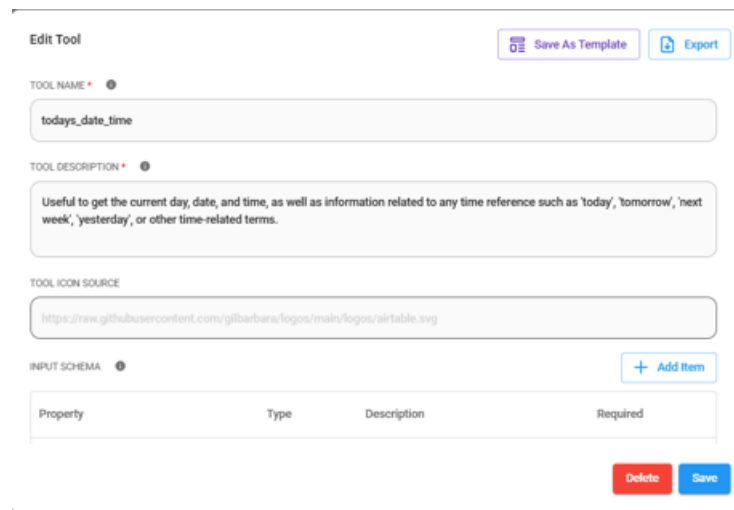 Edit Tool
Save As Template
Export
TOOL NAME *
todays_date_time
TOOL DESCRIPTION *
Useful to get the current day, date, and time, as well as information related to any time reference such as 'today', 'tomorrow', 'next
week', 'yesterday', or other time-related terms.
TOOL ICON SOURCE
https://raw.githubusercontent.com/gilbarbara/logos/main/logos/airtable.svg
INPUT SCHEMA
+ Add Item
Property Type Description Required
Delete Save